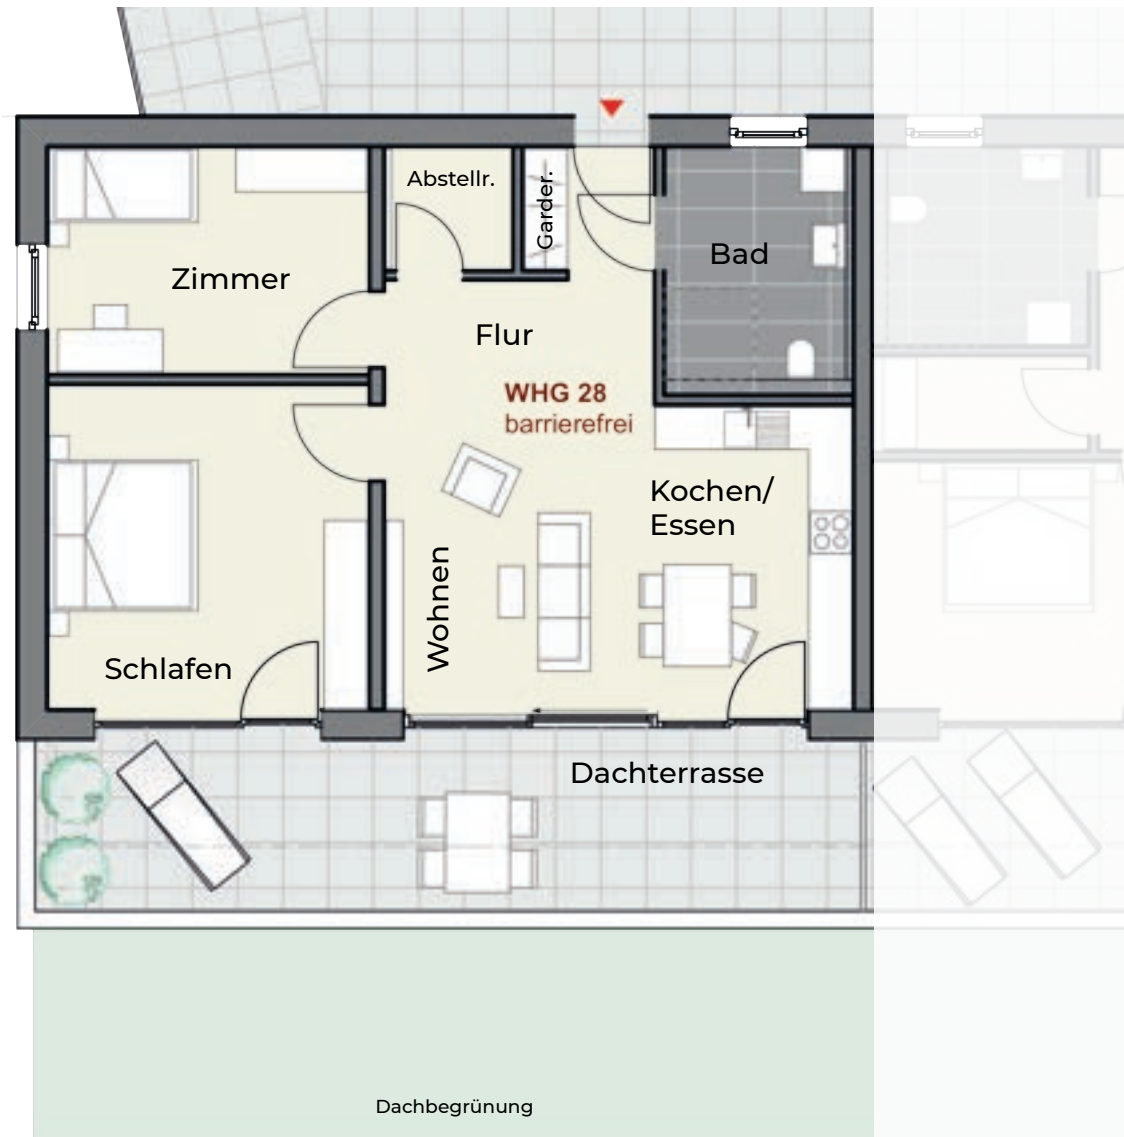 Abstellr.
Garder.
Bad
Zimmer
Flur
WHG 28
barrierefrei
Kochen/
Essen
Wohnen
Schlafen
Dachterrasse
Dachbegrünung